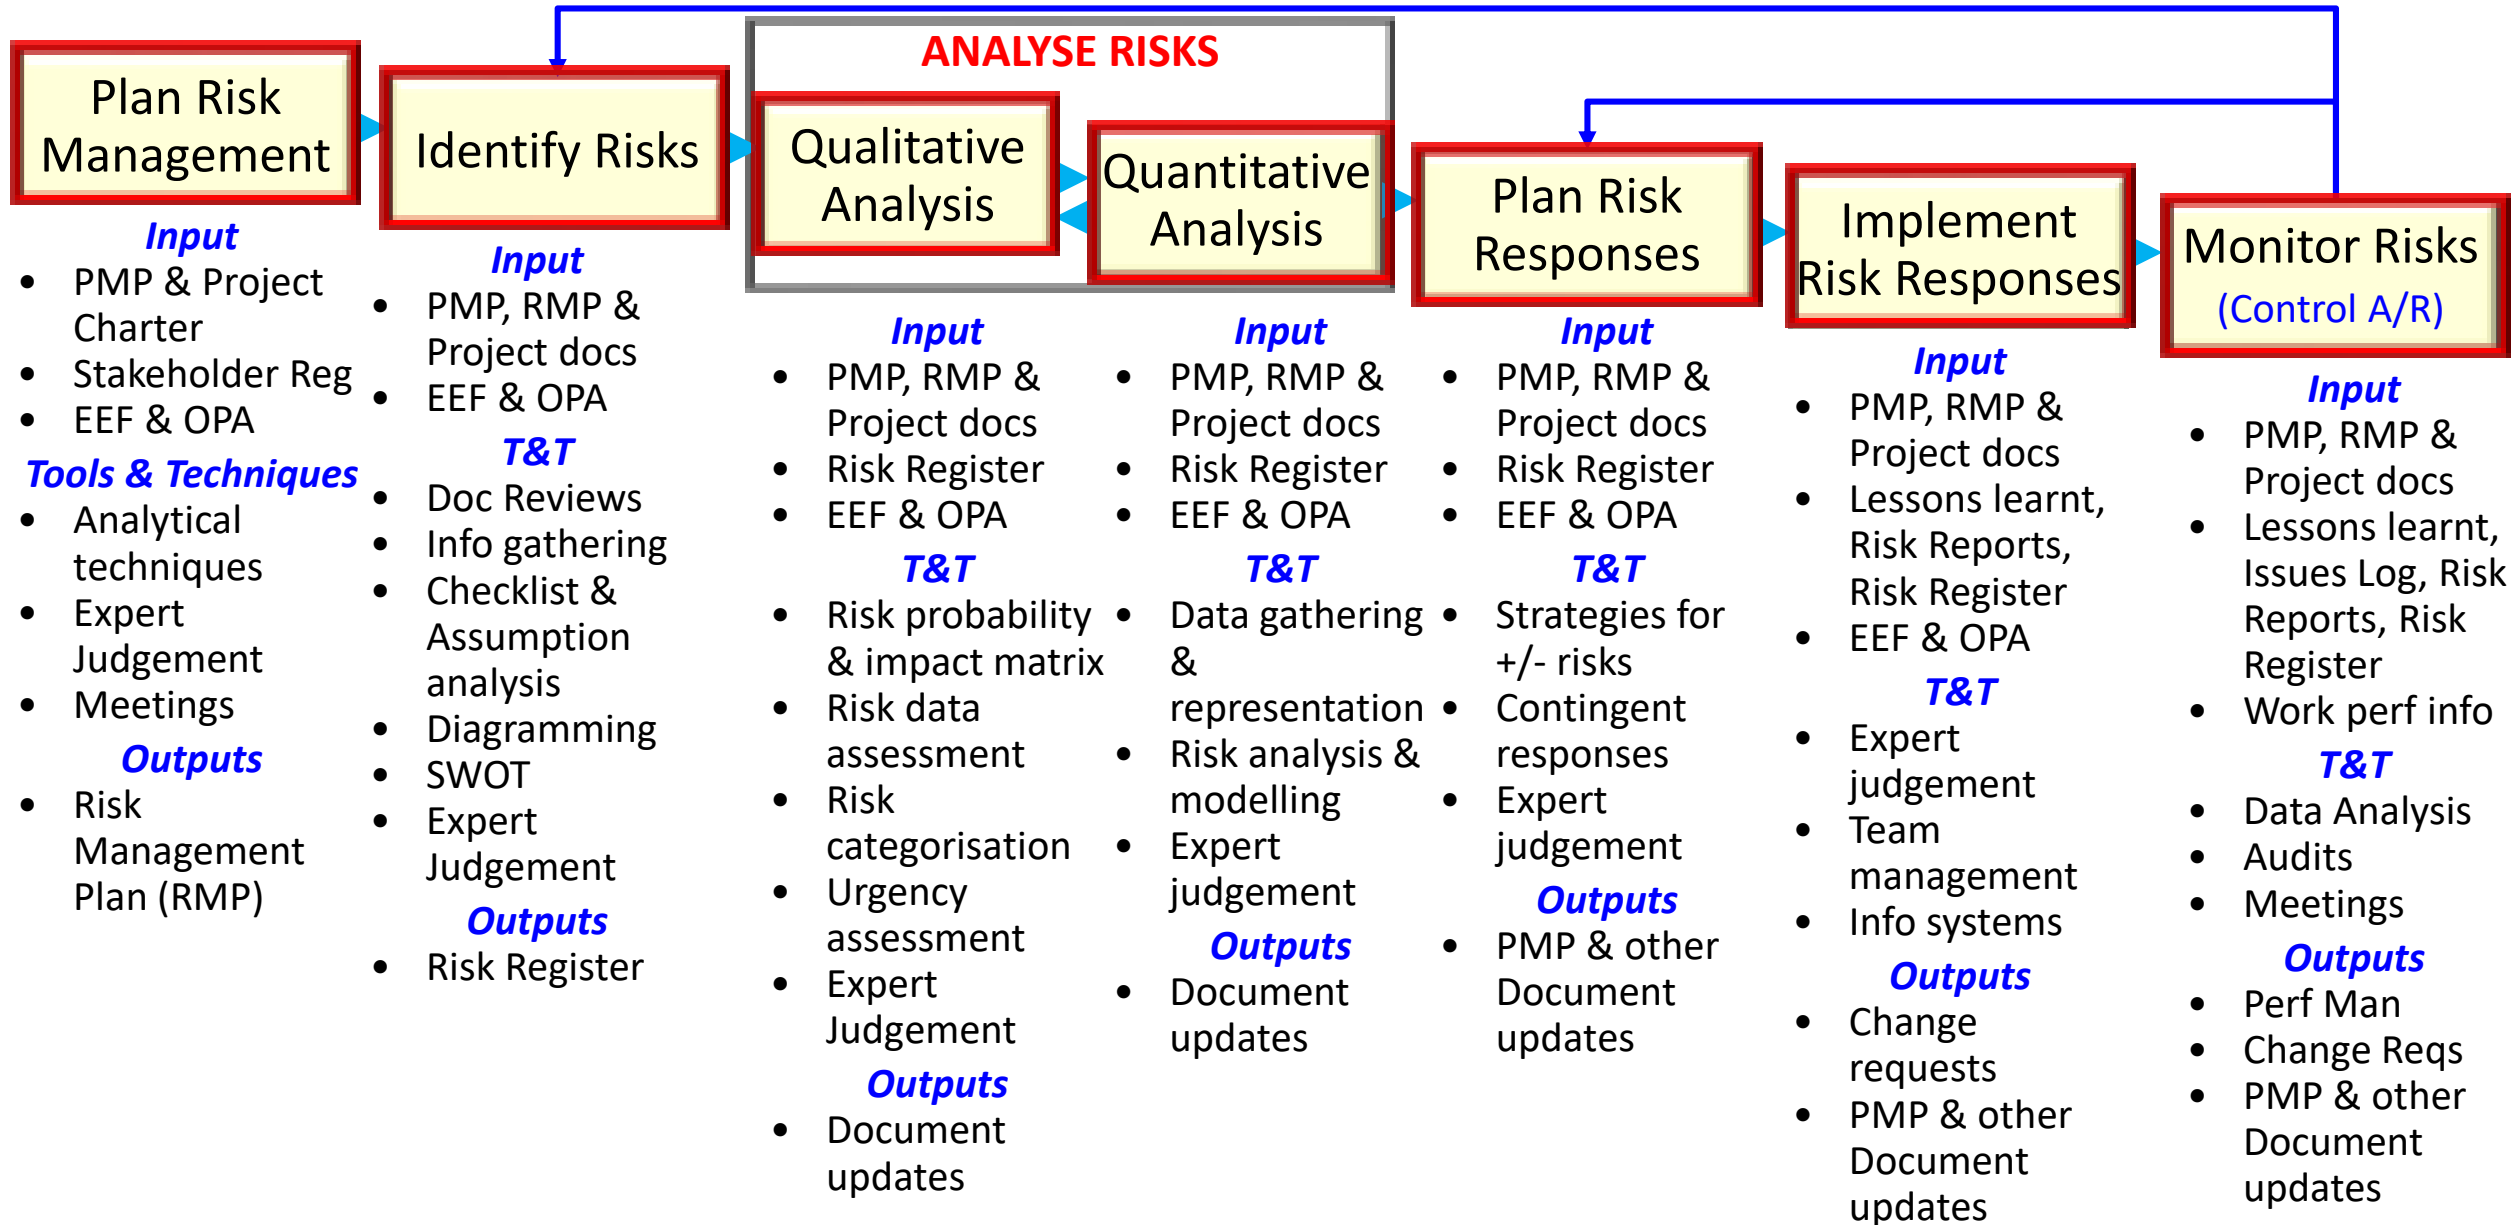 ANALYSE RISKS
Plan Risk
Management
Input
• PMP & Project
Charter
• Stakeholder Reg
• EEF & OPA
Tools & Techniques
• Analytical
techniques
• Expert
Judgement
• Meetings
Outputs
• Risk
Management
Plan (RMP)
Identify Risks
Input
• PMP, RMP &
Project docs
• EEF & OPA
T&T
• Doc Reviews
• Info gathering
• Checklist &
Assumption
analysis
• Diagramming
• SWOT
• Expert
Judgement
Outputs
• Risk Register
Qualitative
Analysis
Input
• PMP, RMP &
Project docs
• Risk Register
• EEF & OPA
T&T
• Risk probability
& impact matrix
• Risk data
assessment
• Risk
categorisation
• Urgency
assessment
• Expert
Judgement
Outputs
• Document
updates
Quantitative
Analysis
Input
• PMP, RMP &
Project docs
• Risk Register
• EEF & OPA
T&T
• Data gathering
&
representation
• Risk analysis &
modelling
• Expert
judgement
Outputs
• Document
updates
Plan Risk
Responses
Input
• PMP, RMP &
Project docs
• Risk Register
• EEF & OPA
T&T
• Strategies for
+/- risks
• Contingent
responses
• Expert
judgement
Outputs
• PMP & other
Document
updates
Implement
Risk Responses
Input
• PMP, RMP &
Project docs
• Lessons learnt,
Risk Reports,
Risk Register
• EEF & OPA
T&T
• Expert
judgement
• Team
management
• Info systems
Outputs
• Change
requests
• PMP & other
Document
updates
Monitor Risks
(Control A/R)
Input
• PMP, RMP &
Project docs
• Lessons learnt,
Issues Log, Risk
Reports, Risk
Register
• Work perf info
T&T
• Data Analysis
• Audits
• Meetings
Outputs
• Perf Man
• Change Reqs
• PMP & other
Document
updates